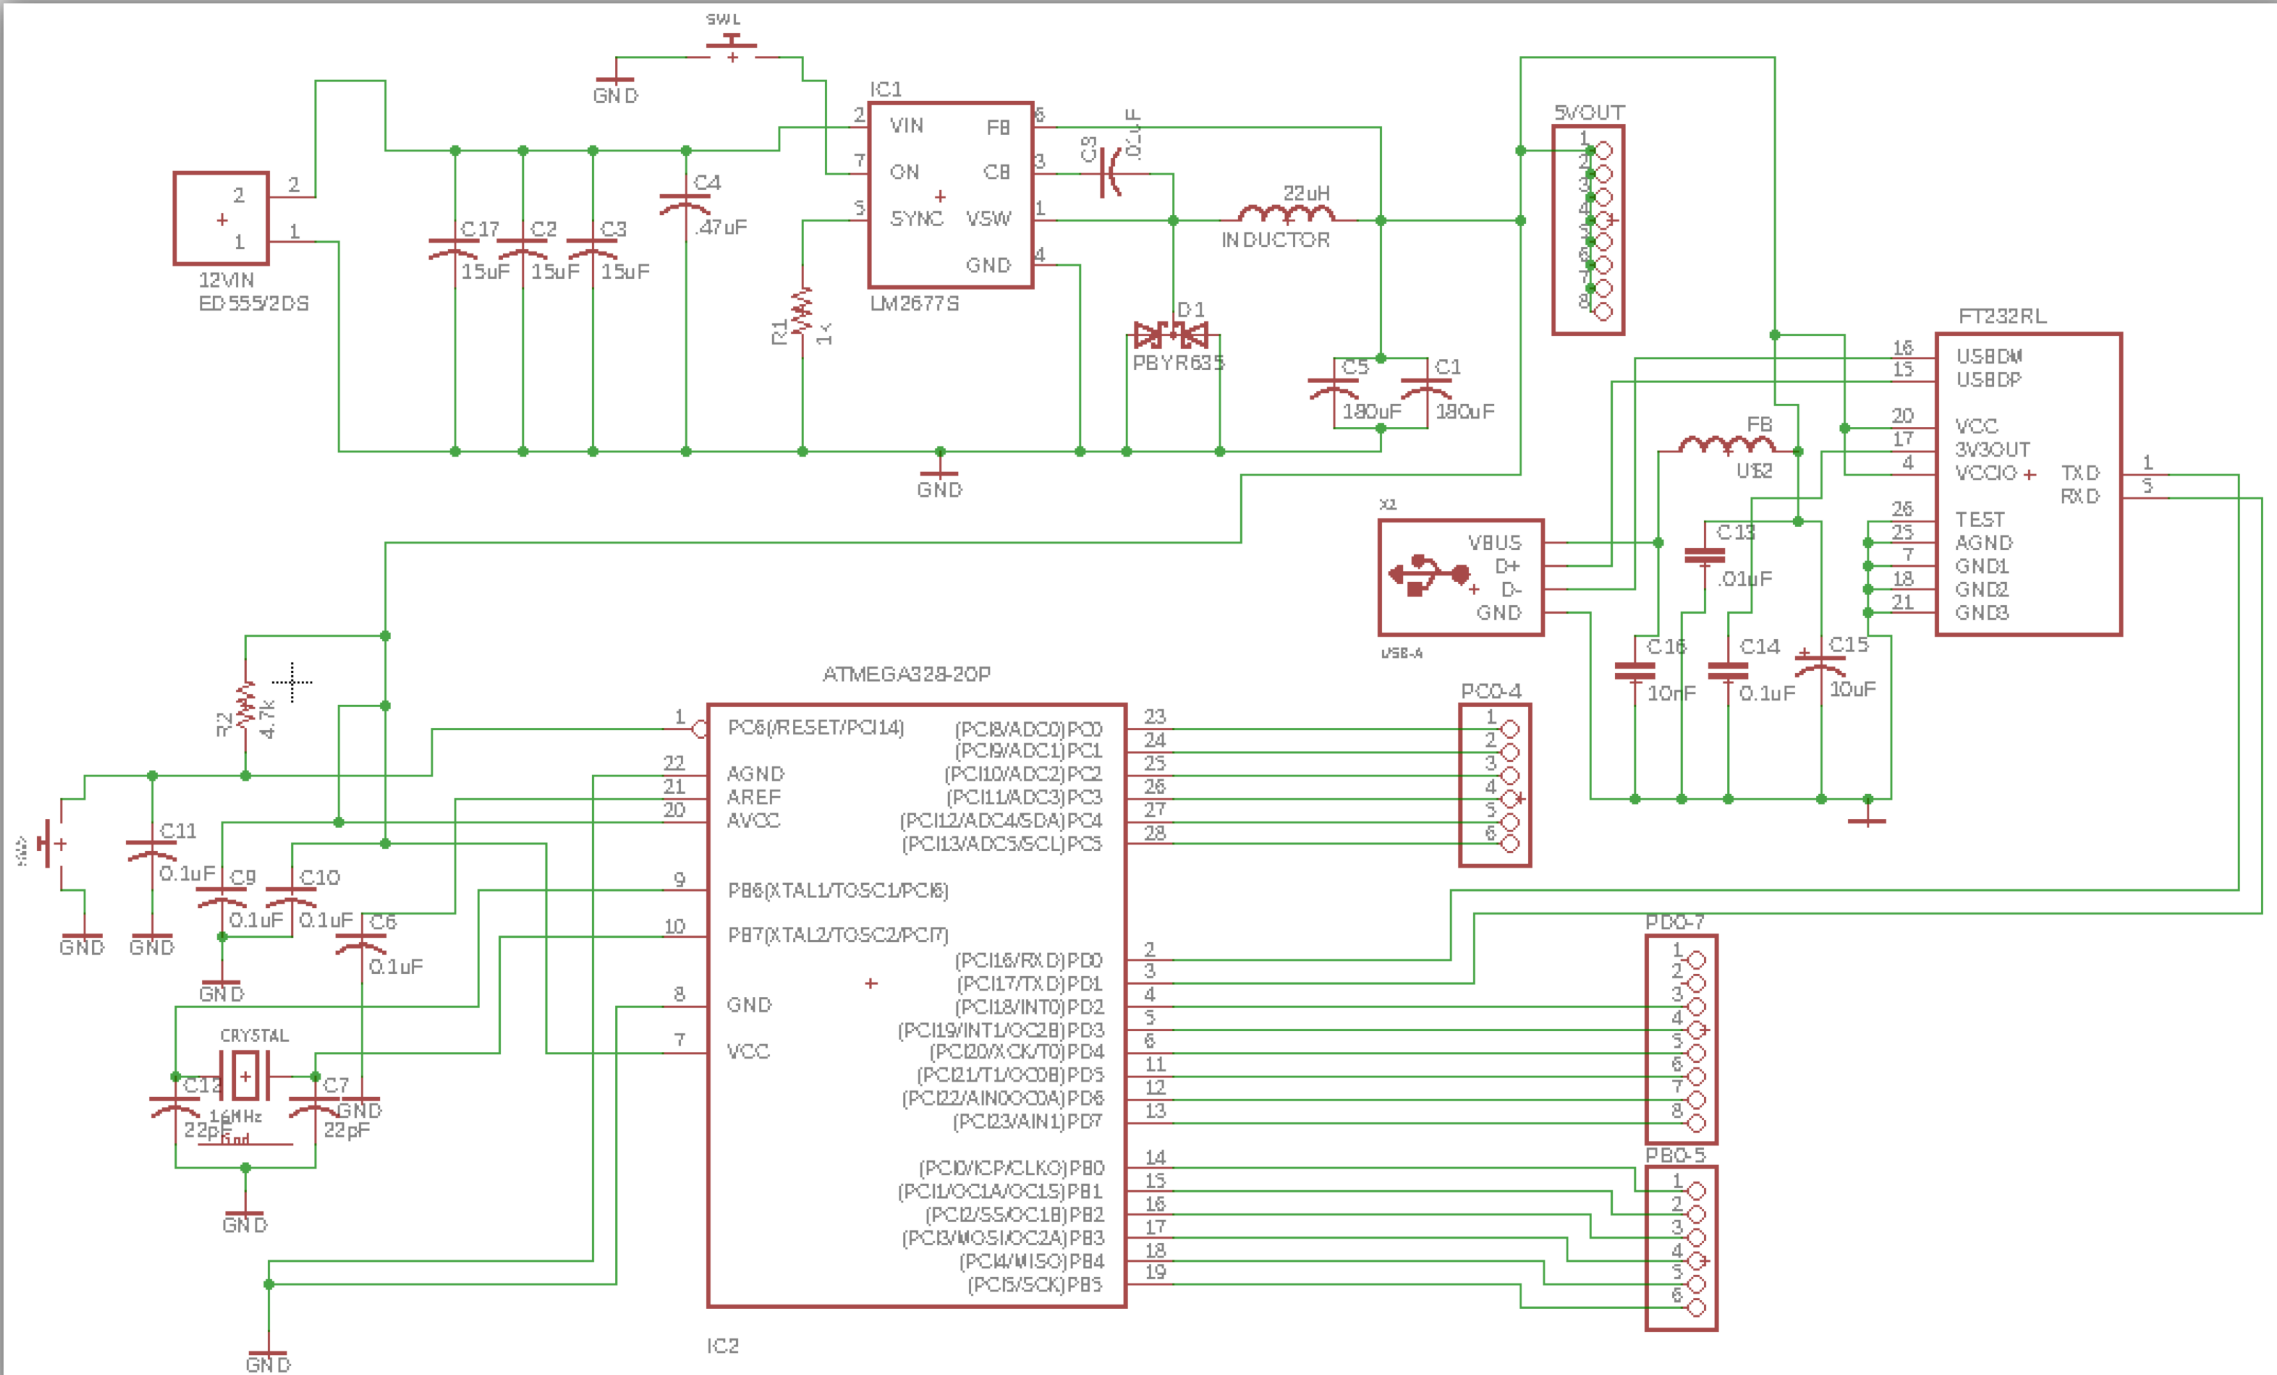 SWL
GND
IC1
2 VIN FB 6
7 ON CB 3
3 SYNC VSW 1
GND 4
LM2677S
C9
.01uF
5VOUT
1
2
3
4
5
6
7
8
2 2
1 1
12VIN
ED555/2DS
C17
15uF
C2
15uF
C3
15uF
C4
.47uF
R1
1K
22uH
INDUCTOR
D1
PBYR635
C5
180uF
C1
180uF
GND
FT232RL
16 USBDM
15 USBDP
20 VCC
17 3V3OUT
4 VCCIO TXD 1
RXD 5
26 TEST
25 AGND
7 GND1
18 GND2
21 GND3
FB
US2
X2
VBUS
D+
D-
GND
USB-A
C13
.01uF
C16
10nF
C14
0.1uF
C15
10uF
R2
4.7k
C11
0.1uF
C9
0.1uF
C10
0.1uF
C6
0.1uF
GND
GND
GND
CRYSTAL
C12
22pF
16MHz
Gnd
C7
22pF
GND
GND
GND
ATMEGA328-20P
1 PC6(/RESET/PCI14)
22 AGND
21 AREF
20 AVCC
9 PB6(XTAL1/TOSC1/PCI6)
10 PB7(XTAL2/TOSC2/PCI7)
8 GND
7 VCC
(PCI8/ADC0)PC0 23
(PCI9/ADC1)PC1 24
(PCI10/ADC2)PC2 25
(PCI11/ADC3)PC3 26
(PCI12/ADC4/SDA)PC4 27
(PCI13/ADC5/SCL)PC5 28
(PCI16/RXD)PD0 2
(PCI17/TXD)PD1 3
(PCI18/INT0)PD2 4
(PCI19/INT1/OC2B)PD3 5
(PCI20/XCK/T0)PD4 6
(PCI21/T1/OC0B)PD5 11
(PCI22/AIN0OC0A)PD6 12
(PCI23/AIN1)PD7 13
(PCI0/ICP/CLKO)PB0 14
(PCI1/OC1A/OC1S)PB1 15
(PCI2/SS/OC1B)PB2 16
(PCI3/MOSI/OC2A)PB3 17
(PCI4/MISO)PB4 18
(PCI5/SCK)PB5 19
IC2
PC0-4
1
2
3
4
5
6
PD0-7
1
2
3
4
5
6
7
8
PB0-5
1
2
3
4
5
6